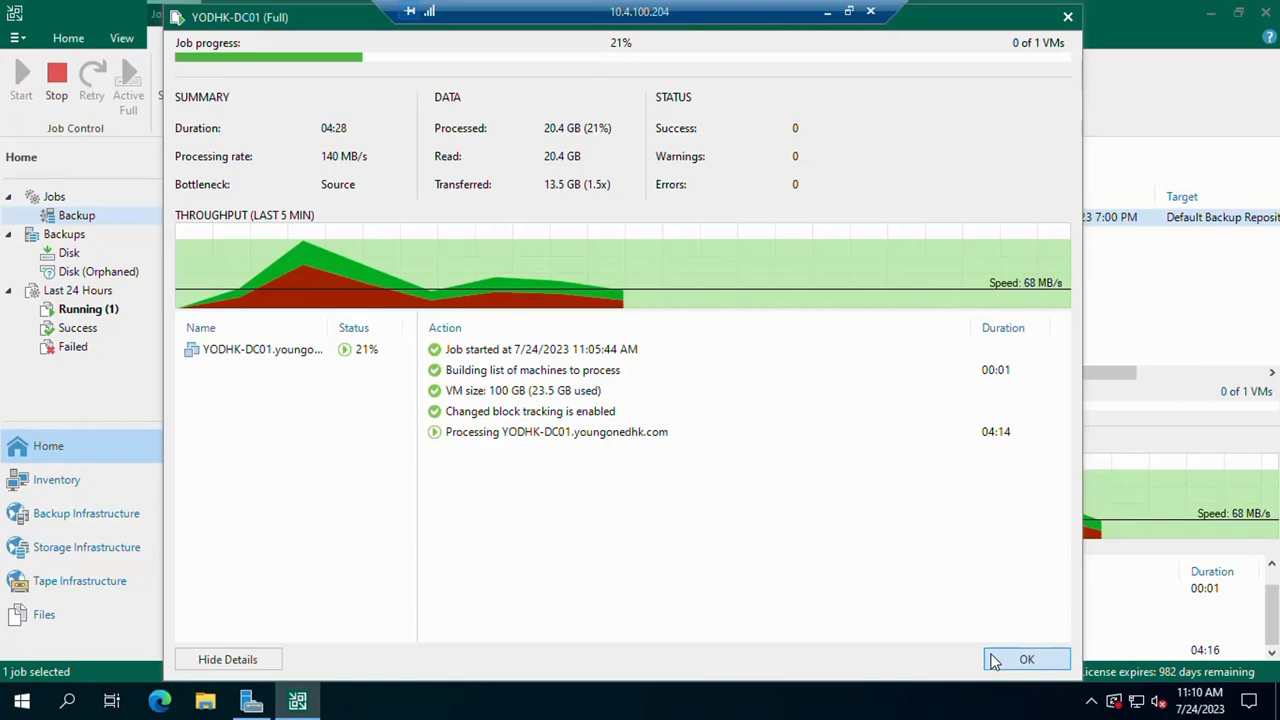 YODHK-DC01 (Full)
10.4.100.204
Home View
Job progress: 21% 0 of 1 VMs
Start Stop Retry Active Full
Job Control
SUMMARY
Duration: 04:28
Processing rate: 140 MB/s
Bottleneck: Source
DATA
Processed: 20.4 GB (21%)
Read: 20.4 GB
Transferred: 13.5 GB (1.5x)
STATUS
Success: 0
Warnings: 0
Errors: 0
THROUGHPUT (LAST 5 MIN)
Speed: 68 MB/s
Name Status
YODHK-DC01.youngo... 21%
Action Duration
Job started at 7/24/2023 11:05:44 AM
Building list of machines to process 00:01
VM size: 100 GB (23.5 GB used)
Changed block tracking is enabled
Processing YODHK-DC01.youngonedhk.com 04:14
Hide Details
OK
Home
Jobs
Backup
Backups
Disk
Disk (Orphaned)
Last 24 Hours
Running (1)
Success
Failed
Home
Inventory
Backup Infrastructure
Storage Infrastructure
Tape Infrastructure
Files
1 job selected
Target
7:00 PM Default Backup
0 of 1 VMs
Speed: 68 MB/s
Duration
00:01
04:16
License expires: 982 days remaining
11:10 AM
7/24/2023